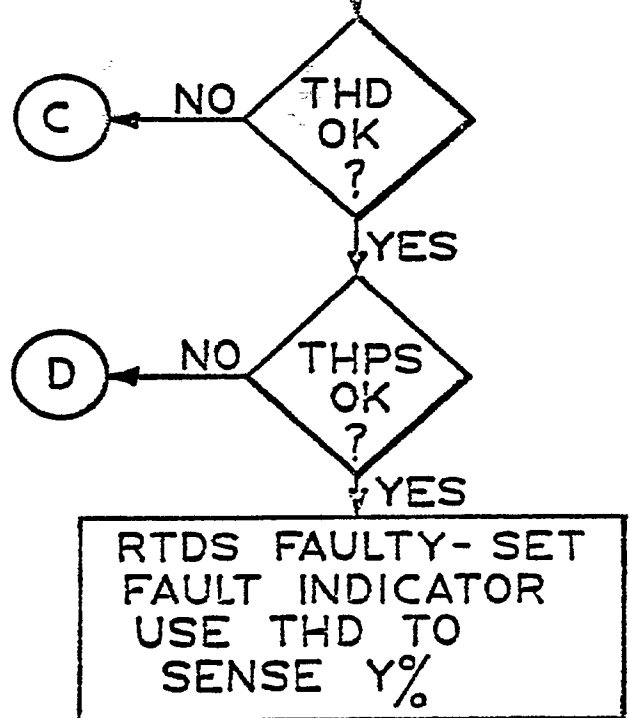 THD
OK
?
NO
C
YES
THPS
OK
?
NO
D
YES
RTDS FAULTY-SET
FAULT INDICATOR
USE THD TO
SENSE Y%